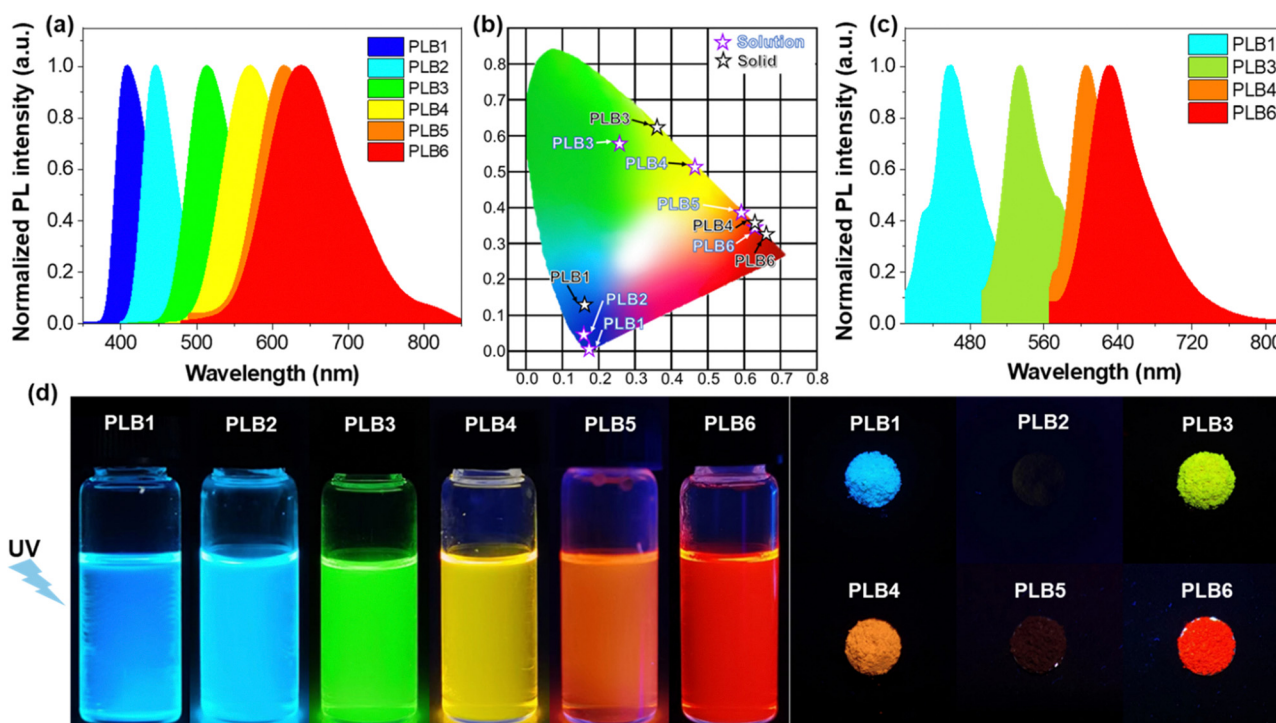 (a)
Normalized PL intensity (a.u.)
1.0
0.8
0.6
0.4
0.2
0.0
PLB1
PLB2
PLB3
PLB4
PLB5
PLB6
400
500
600
700
800
Wavelength (nm)
(b)
Solution
Solid
0.8
0.7
0.6
0.5
0.4
0.3
0.2
0.1
0.0
PLB3
PLB3
PLB4
PLB5
PLB4
PLB6
PLB6
PLB1
PLB2
PLB1
0.0 0.1 0.2 0.3 0.4 0.5 0.6 0.7 0.8
(c)
Normalized PL intensity (a.u.)
1.0
0.8
0.6
0.4
0.2
0.0
PLB1
PLB3
PLB4
PLB6
480
560
640
720
800
Wavelength (nm)
(d)
UV
PLB1 PLB2 PLB3 PLB4 PLB5 PLB6
PLB1 PLB2 PLB3
PLB4 PLB5 PLB6